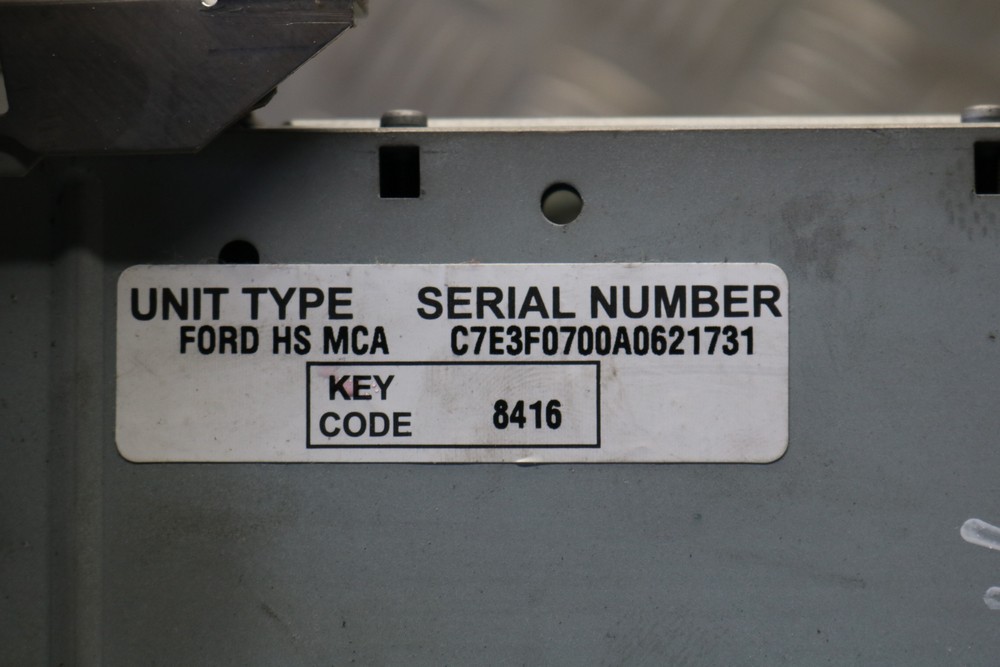 UNIT TYPE SERIAL NUMBER
FORD HS MCA C7E3F0700A0621731
KEY
CODE 8416